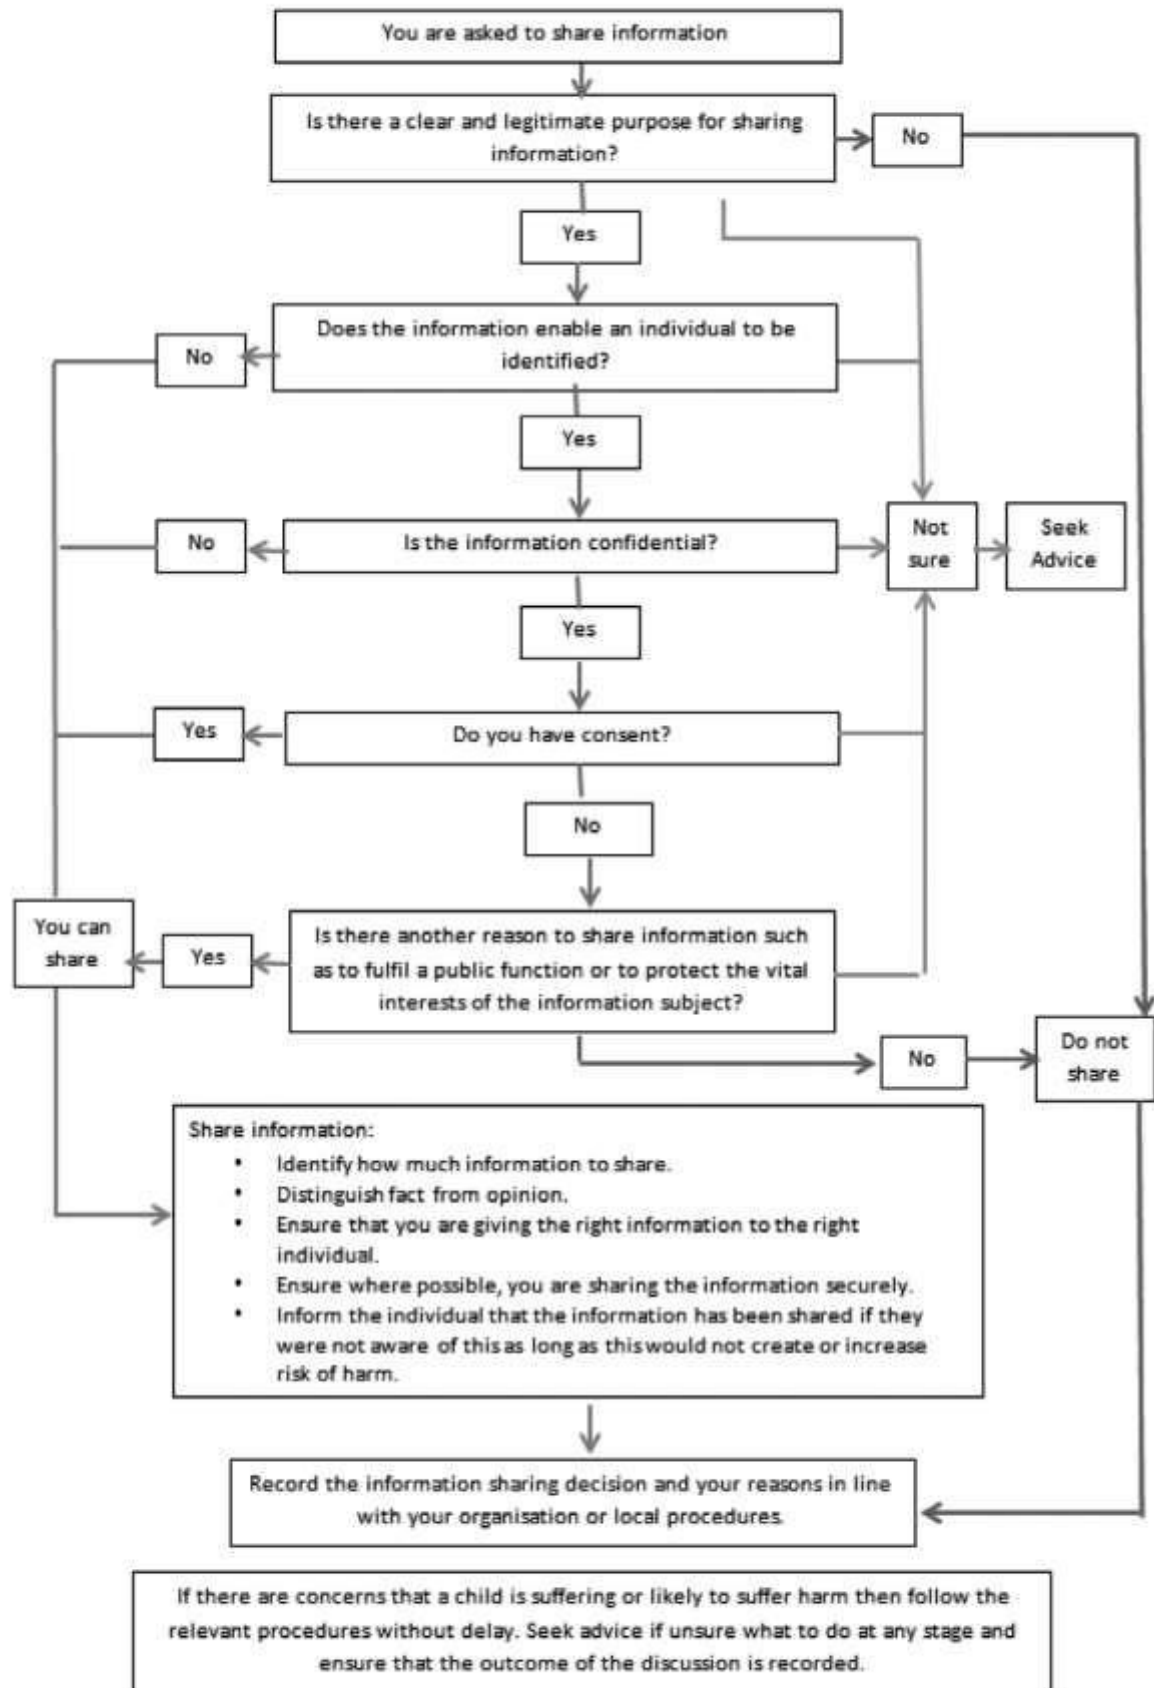 You are asked to share information
Is there a clear and legitimate purpose for sharing
information?
No
Yes
Does the information enable an individual to be
identified?
No
Yes
Is the information confidential?
No
Not
sure
Seek
Advice
Yes
Do you have consent?
Yes
No
Is there another reason to share information such
as to fulfil a public function or to protect the vital
interests of the information subject?
Yes
You can
share
No
Do not
share
Share information:
• Identify how much information to share.
• Distinguish fact from opinion.
• Ensure that you are giving the right information to the right
individual.
• Ensure where possible, you are sharing the information securely.
• Inform the individual that the information has been shared if they
were not aware of this as long as this would not create or increase
risk of harm.
Record the information sharing decision and your reasons in line
with your organisation or local procedures.
If there are concerns that a child is suffering or likely to suffer harm then follow the
relevant procedures without delay. Seek advice if unsure what to do at any stage and
ensure that the outcome of the discussion is recorded.